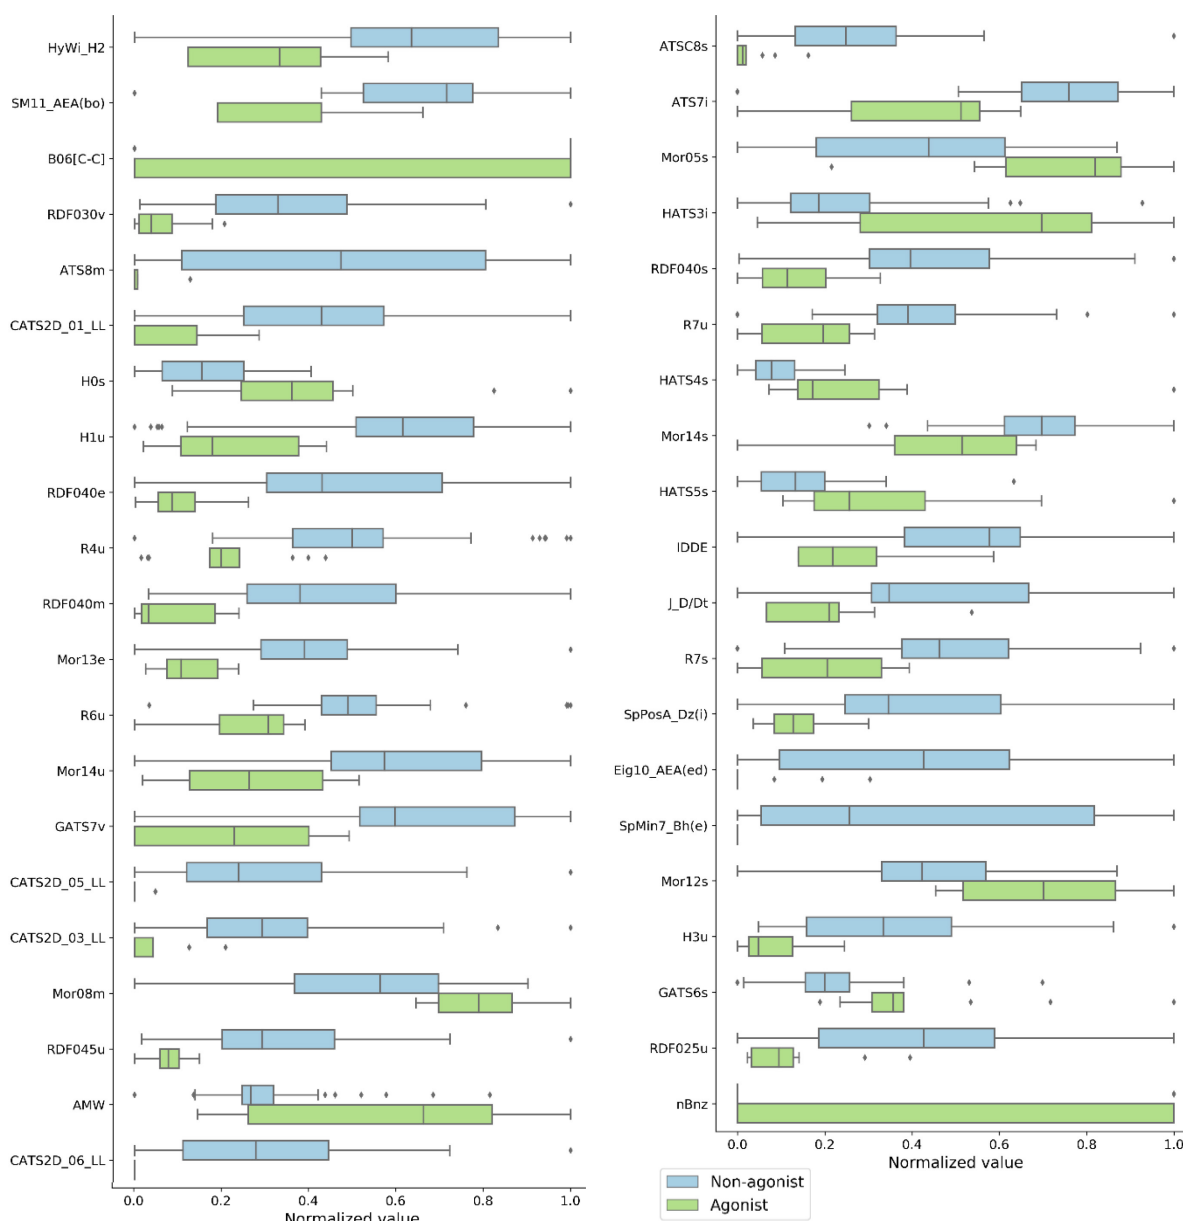 HyWi_H2
SM11_AEA(bo)
B06[C-C]
RDF030v
ATS8m
CATS2D_01_LL
H0s
H1u
RDF040e
R4u
RDF040m
Mor13e
R6u
Mor14u
GATS7v
CATS2D_05_LL
CATS2D_03_LL
Mor08m
RDF045u
AMW
CATS2D_06_LL
0.0 0.2 0.4 0.6 0.8 1.0
Normalized value
ATSC8s
ATS7i
Mor05s
HATS3i
RDF040s
R7u
HATS4s
Mor14s
HATS5s
IDDE
J_D/Dt
R7s
SpPosA_Dz(i)
Eig10_AEA(ed)
SpMin7_Bh(e)
Mor12s
H3u
GATS6s
RDF025u
nBnz
0.0 0.2 0.4 0.6 0.8 1.0
Normalized value
Non-agonist
Agonist